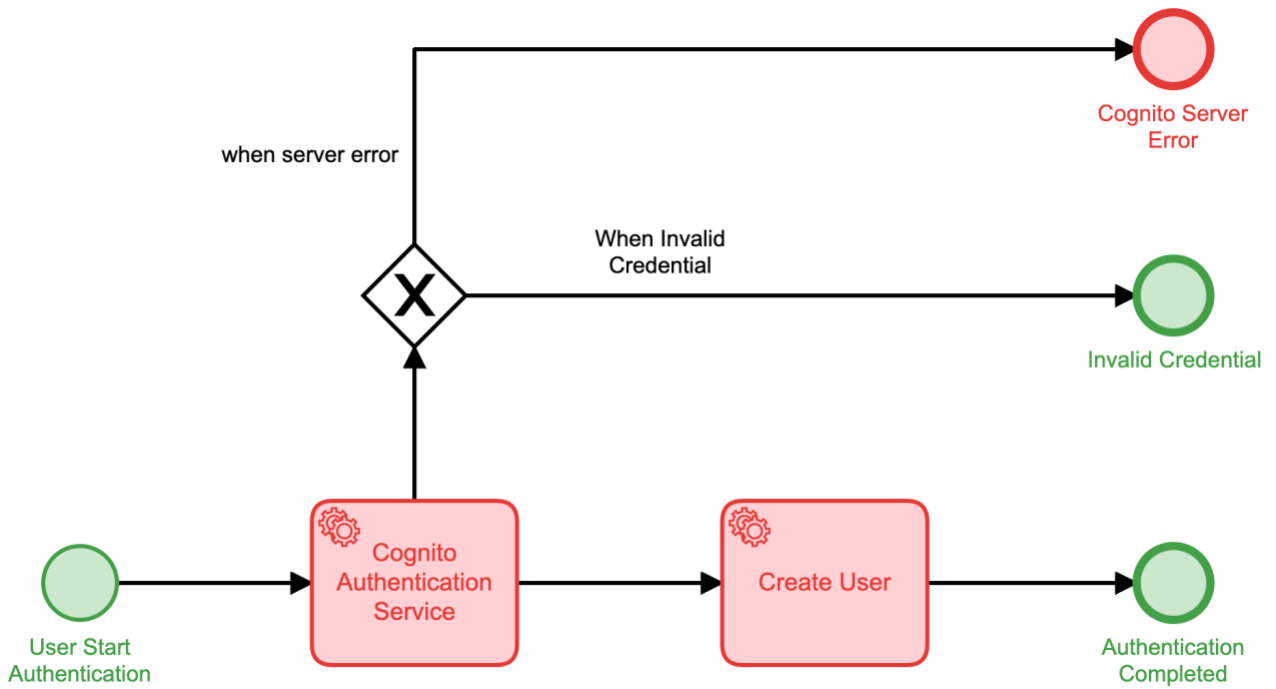 Cognito Server
Error
when server error
When Invalid
Credential
X
Invalid Credential
Cognito
Authentication
Service
Create User
User Start
Authentication
Authentication
Completed